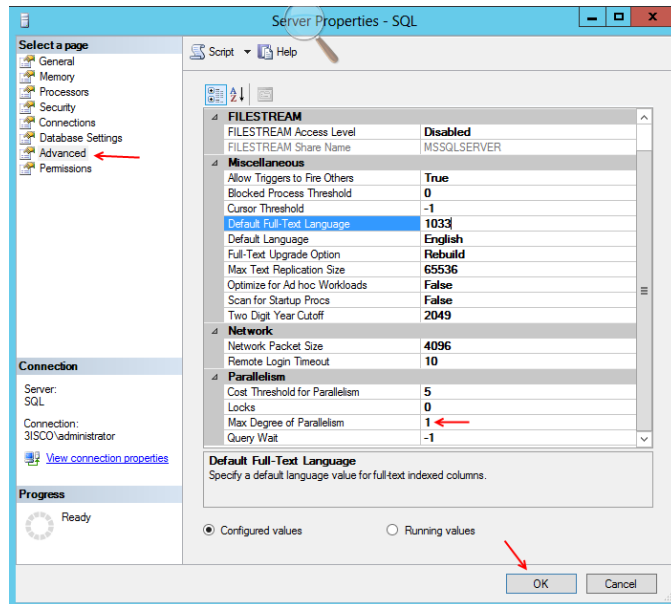 Server Properties - SQL
Select a page
General
Memory
Processors
Security
Connections
Database Settings
Advanced
Permissions
Script
Help
FILESTREAM
FILESTREAM Access Level Disabled
FILESTREAM Share Name MSSQLSERVER
Miscellaneous
Allow Triggers to Fire Others True
Blocked Process Threshold 0
Cursor Threshold -1
Default Full-Text Language 1033
Default Language English
Full-Text Upgrade Option Rebuild
Max Text Replication Size 65536
Optimize for Ad hoc Workloads False
Scan for Startup Procs False
Two Digit Year Cutoff 2049
Network
Network Packet Size 4096
Remote Login Timeout 10
Parallelism
Cost Threshold for Parallelism 5
Locks 0
Max Degree of Parallelism 1
Query Wait -1
Connection
Server:
SQL
Connection:
3ISCO\administrator
View connection properties
Progress
Ready
Default Full-Text Language
Specify a default language value for full-text indexed columns.
Configured values Running values
OK Cancel